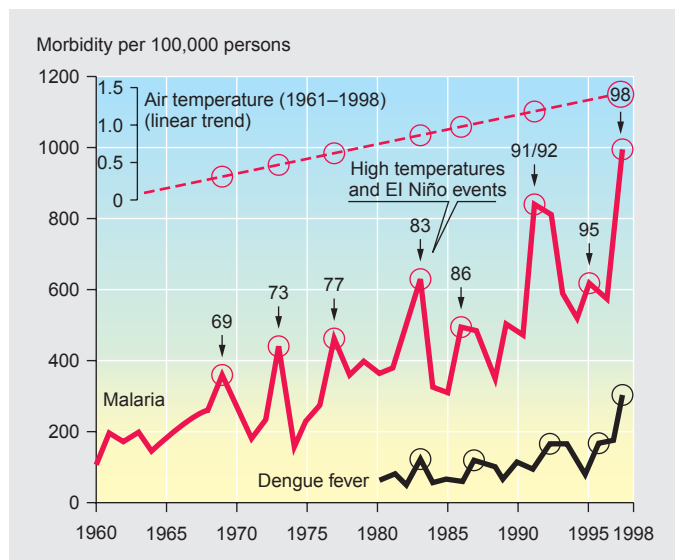 Morbidity per 100,000 persons
1200
1000
800
600
400
200
0
1.5
1.0
0.5
0
Air temperature (1961–1998)
(linear trend)
98
91/92
High temperatures
and El Niño events
83
95
86
77
73
69
Malaria
Dengue fever
1960 1965 1970 1975 1980 1985 1990 1995 1998